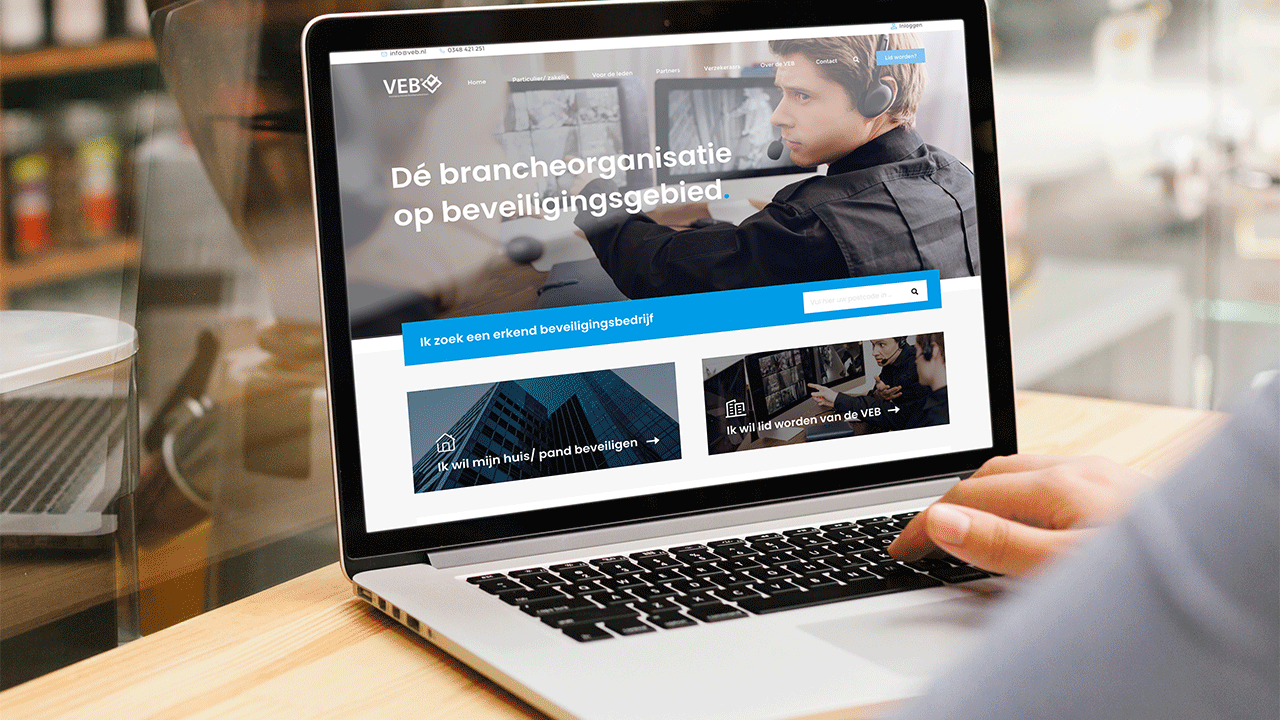 info@veb.nl
0348 421 251
Inloggen
VEB
Home
Particulier/ zakelijk
Voor de leden
Partners
Verzekeraars
Over de VEB
Contact
Lid worden?
Dé brancheorganisatie
op beveiligingsgebied.
Ik zoek een erkend beveiligingsbedrijf
Vul hier uw postcode in...
Ik wil mijn huis/ pand beveiligen →
Ik wil lid worden van de VEB →